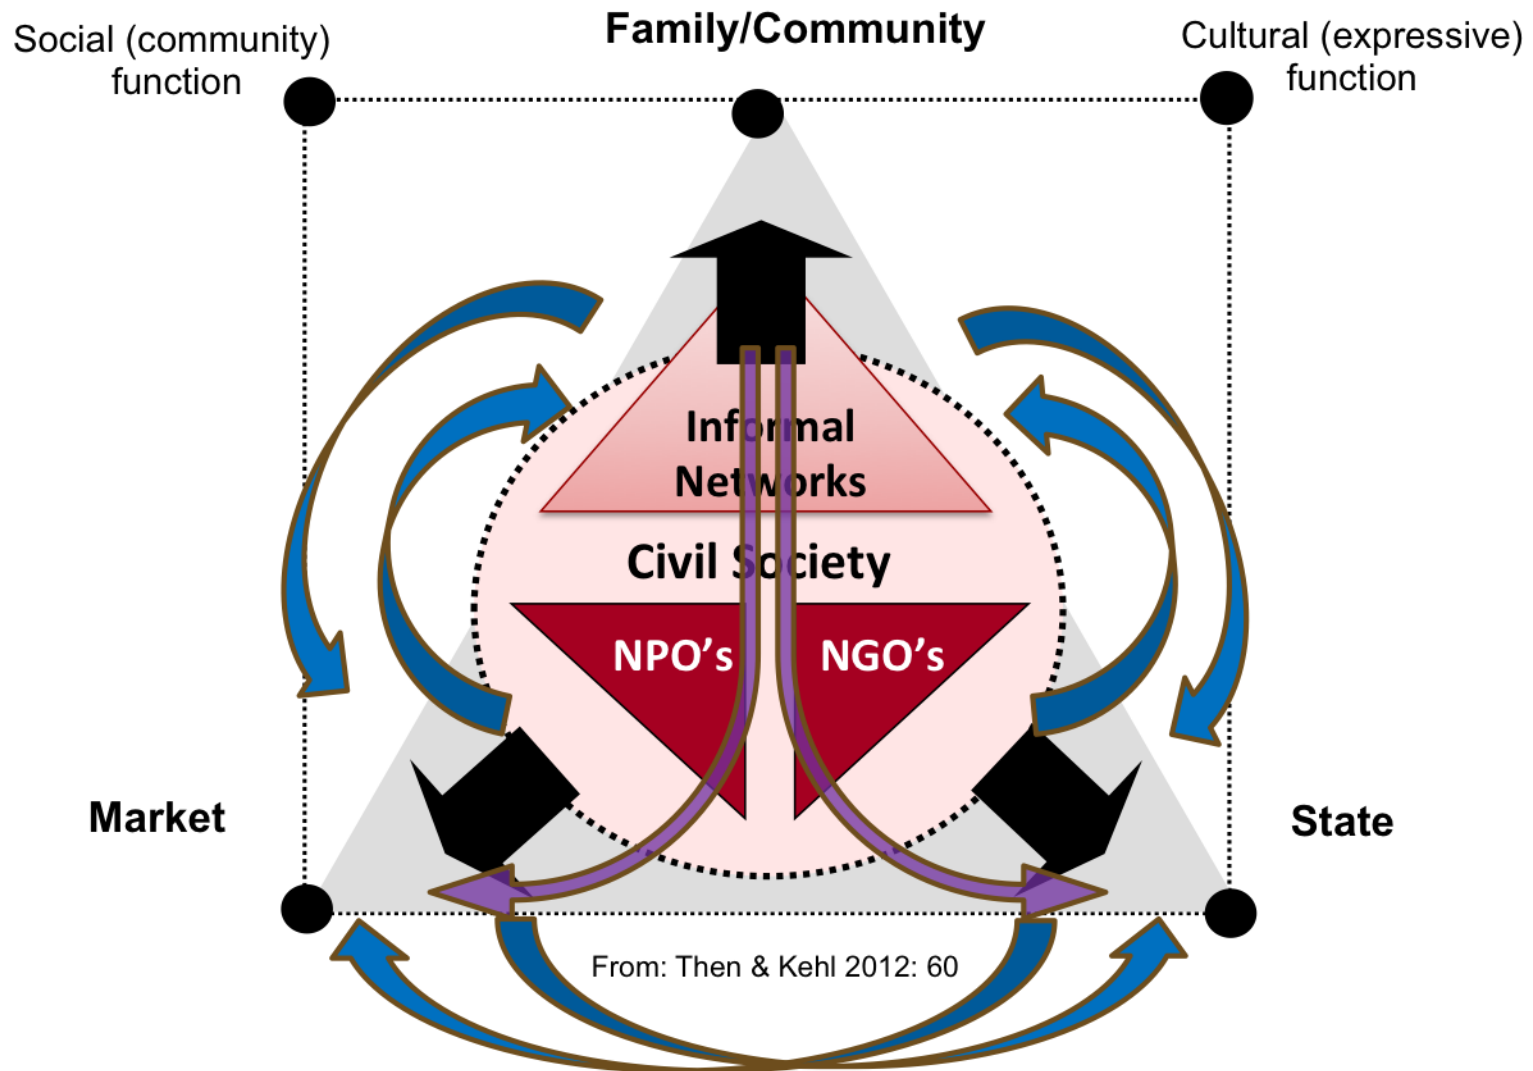 Social (community)
function
Family/Community
Cultural (expressive)
function
Informal
Networks
Civil Society
NPO’s
NGO’s
Market
State
From: Then & Kehl 2012: 60